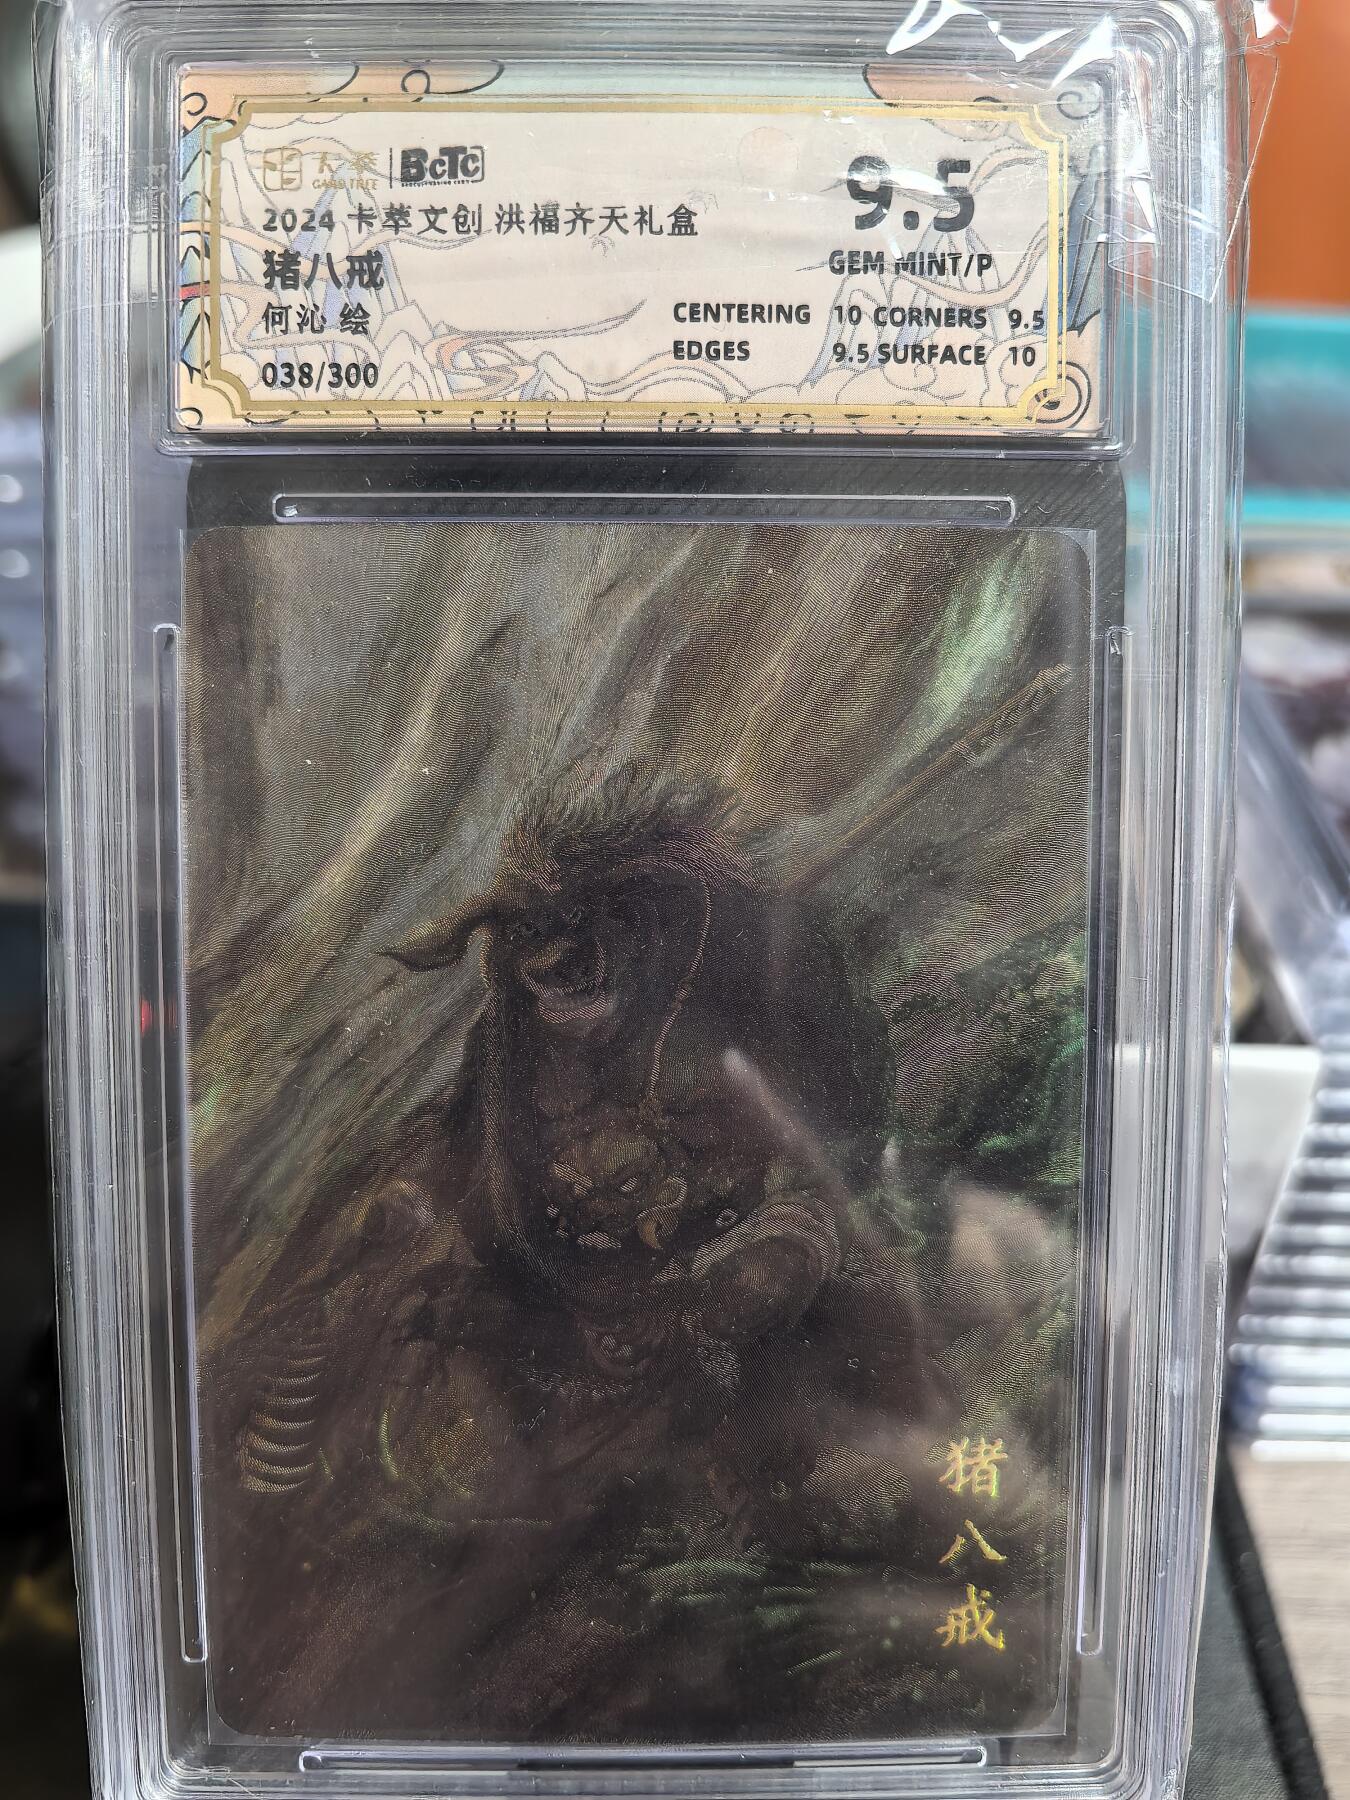 卡萃 BCTC
CARD TREE
2024 卡萃文创 洪福齐天礼盒
猪八戒
何沁 绘
038/300
9.5
GEM MINT/P
CENTERING 10 CORNERS 9.5
EDGES 9.5 SURFACE 10
猪八戒